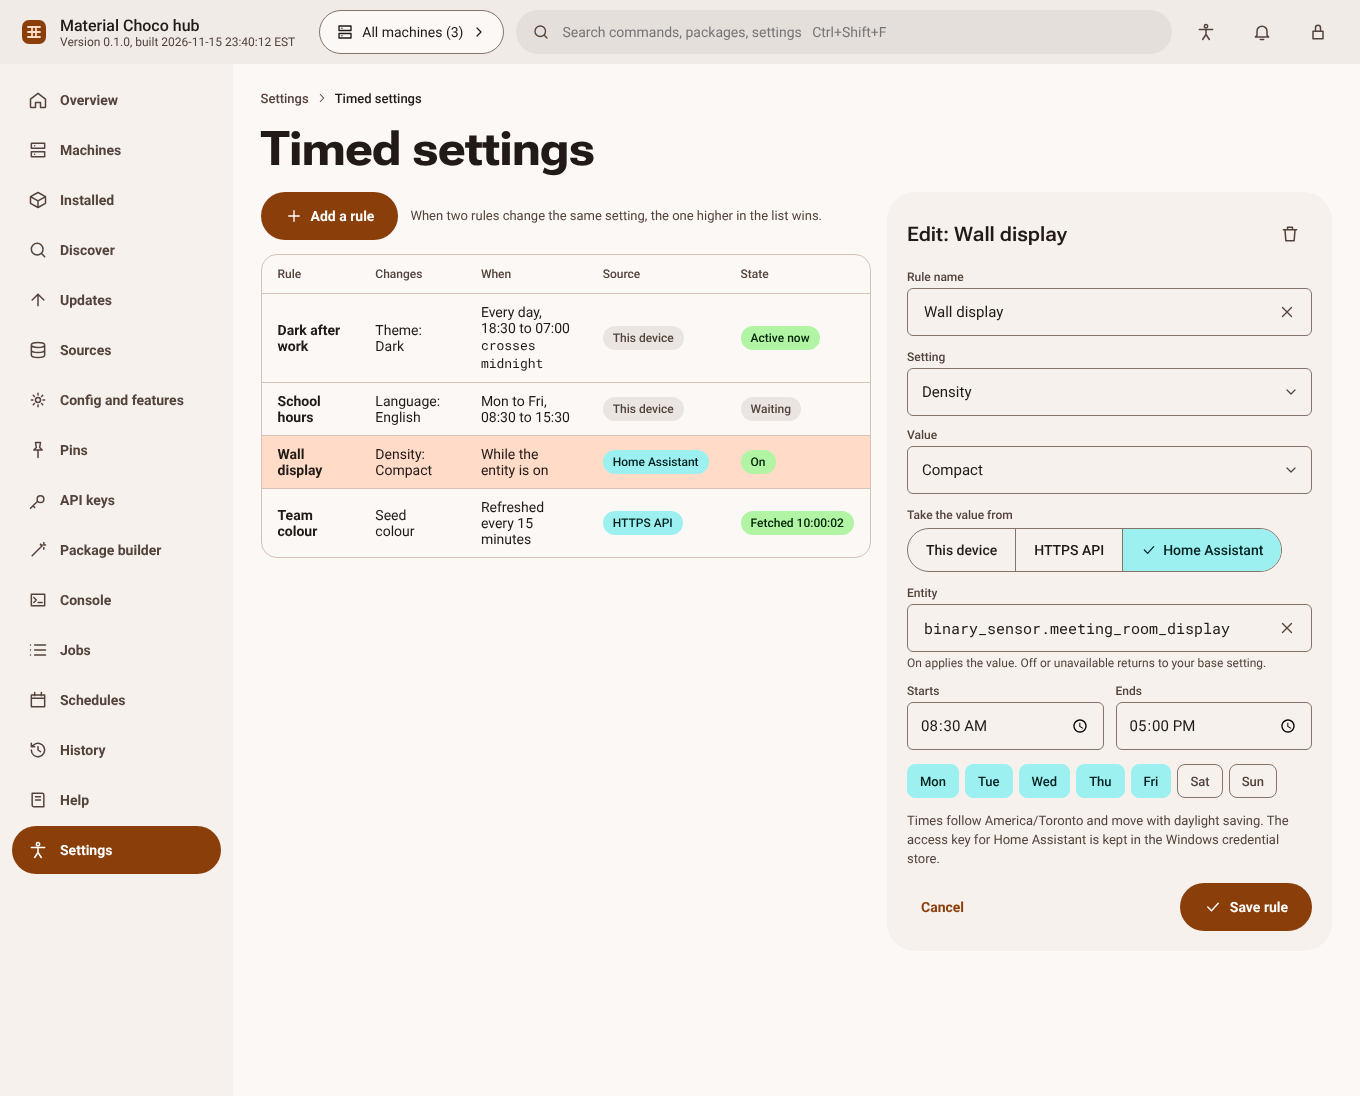 Material Choco hub
Version 0.1.0, built 2026-11-15 23:40:12 EST
All machines (3)
Search commands, packages, settings Ctrl+Shift+F
Overview
Machines
Installed
Discover
Updates
Sources
Config and features
Pins
API keys
Package builder
Console
Jobs
Schedules
History
Help
Settings
Settings
Timed settings
Timed settings
Add a rule
When two rules change the same setting, the one higher in the list wins.
Rule Changes When Source State
Dark after work
Theme: Dark
Every day, 18:30 to 07:00
crosses midnight
This device
Active now
School hours
Language: English
Mon to Fri, 08:30 to 15:30
This device
Waiting
Wall display
Density: Compact
While the entity is on
Home Assistant
On
Team colour
Seed colour
Refreshed every 15 minutes
HTTPS API
Fetched 10:00:02
Edit: Wall display
Rule name
Wall display
Setting
Density
Value
Compact
Take the value from
This device
HTTPS API
Home Assistant
Entity
binary_sensor.meeting_room_display
On applies the value. Off or unavailable returns to your base setting.
Starts Ends
08:30 AM 05:00 PM
Mon Tue Wed Thu Fri Sat Sun
Times follow America/Toronto and move with daylight saving. The
access key for Home Assistant is kept in the Windows credential
store.
Cancel
Save rule